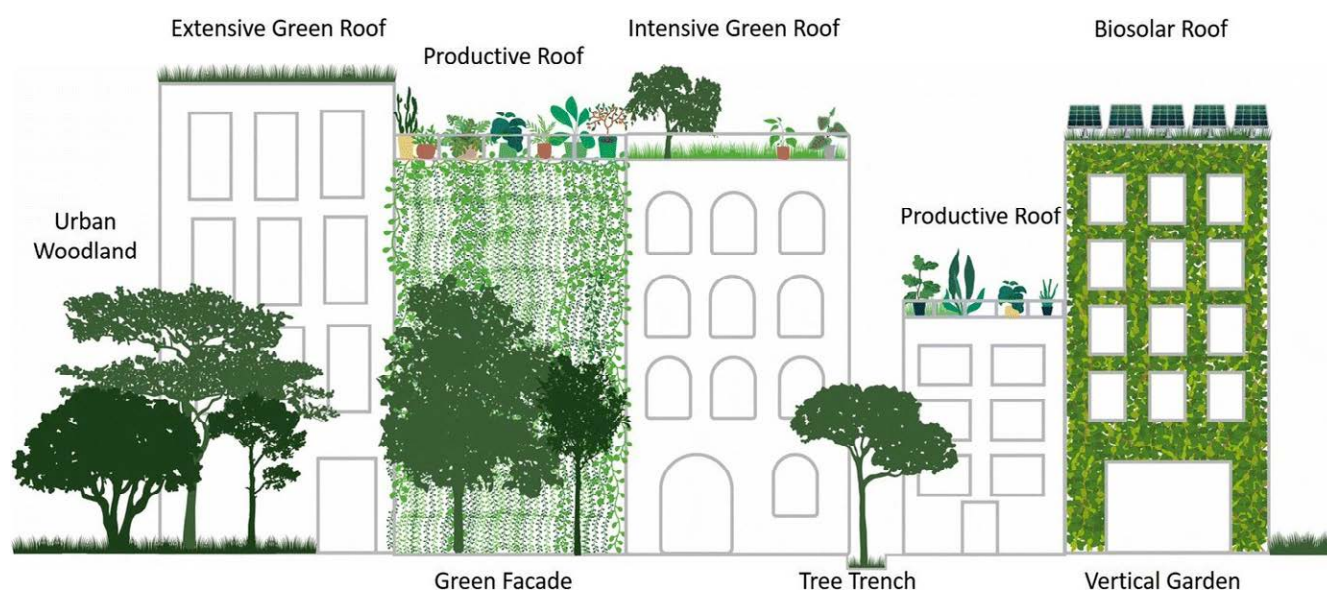 Extensive Green Roof
Productive Roof
Intensive Green Roof
Biosolar Roof
Urban
Woodland
Productive Roof
Green Facade
Tree Trench
Vertical Garden